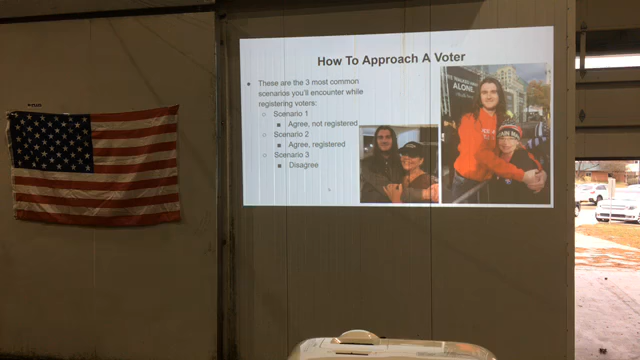 How To Approach A Voter
● These are the 3 most common
scenarios you'll encounter while
registering voters:
○ Scenario 1
■ Agree, not registered
○ Scenario 2
■ Agree, registered
○ Scenario 3
■ Disagree
ALONE.